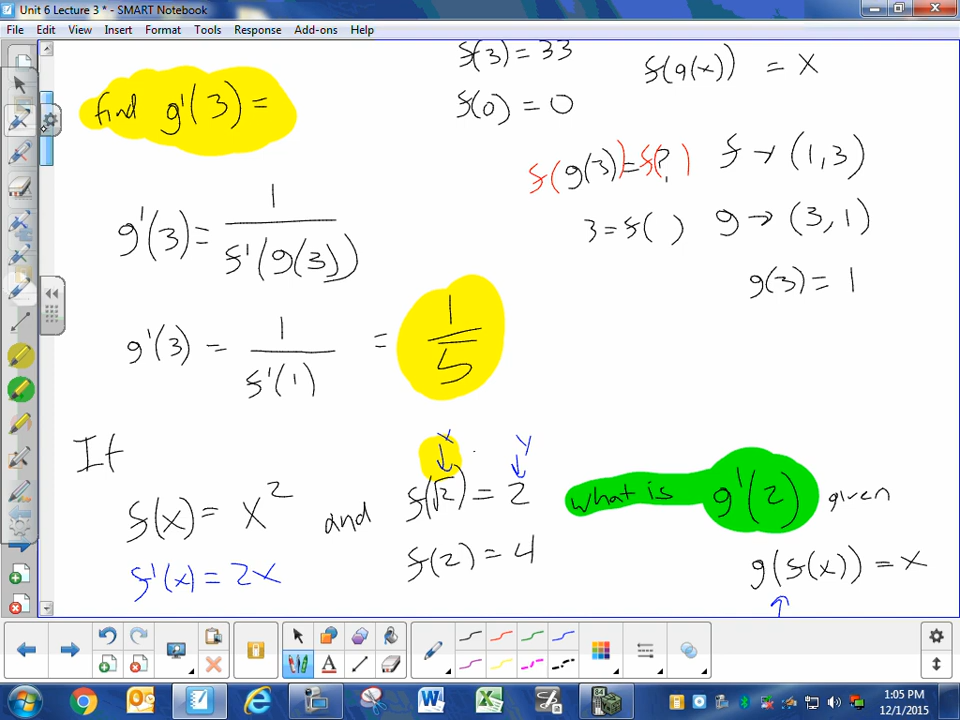 Unit 6 Lecture 3 * - SMART Notebook
File Edit View Insert Format Tools Response Add-ons Help
f(3) = 33
f(g(x)) = x
find g'(3) =
f(0) = 0
f(g(3)) = f(?)
f → (1,3)
g'(3) = 1 / f'(g(3))
3 = f( )
g → (3,1)
g(3) = 1
g'(3) = 1 / f'(1) = 1/5
If
x
y
f(x) = x² and f(√2) = 2 what is g'(2) given
f'(x) = 2x
f(2) = 4
g(f(x)) = x
1:05 PM
12/1/2015